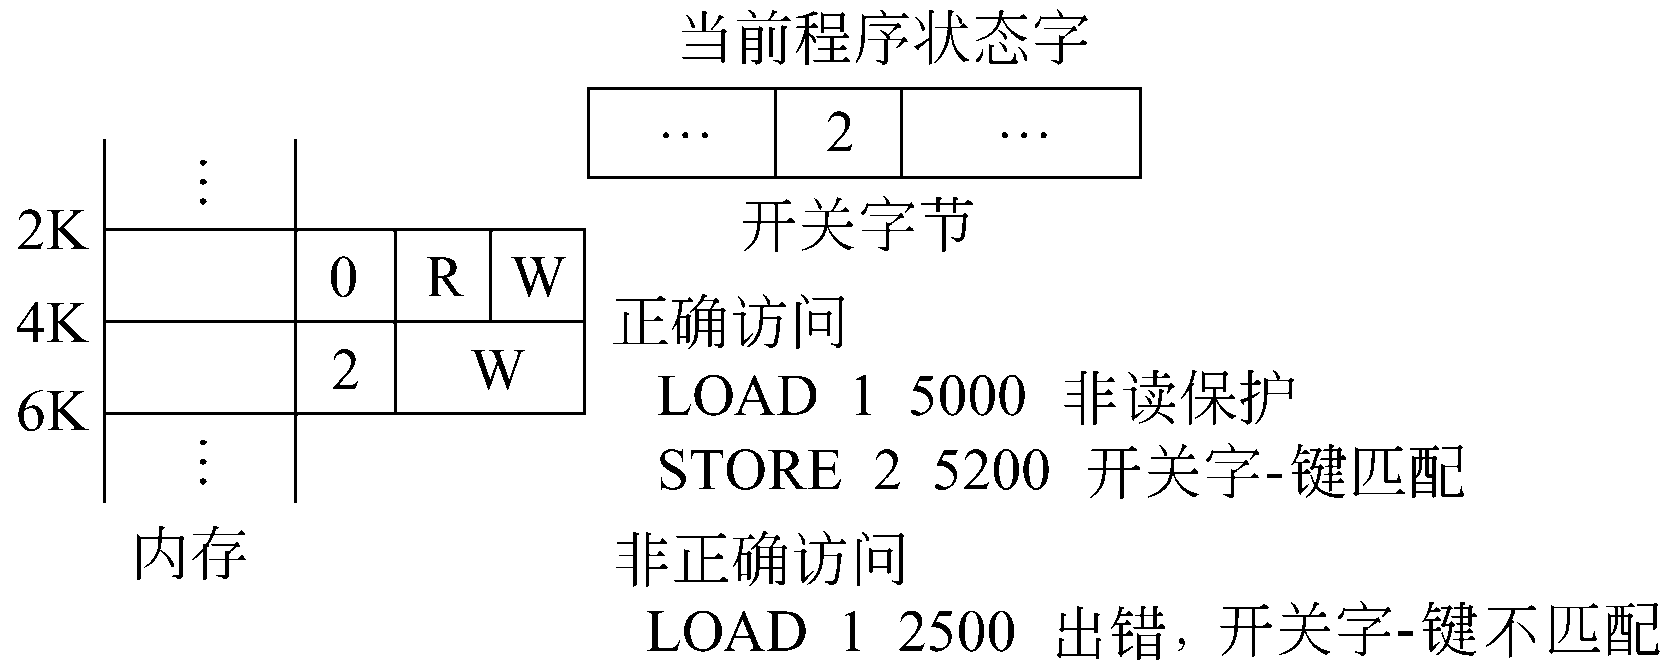 当前程序状态字
… 2 …
开关字节
⋮
2K
0 R W
4K
2 W
6K
⋮
内存
正确访问
LOAD 1 5000 非读保护
STORE 2 5200 开关字-键匹配
非正确访问
LOAD 1 2500 出错，开关字-键不匹配